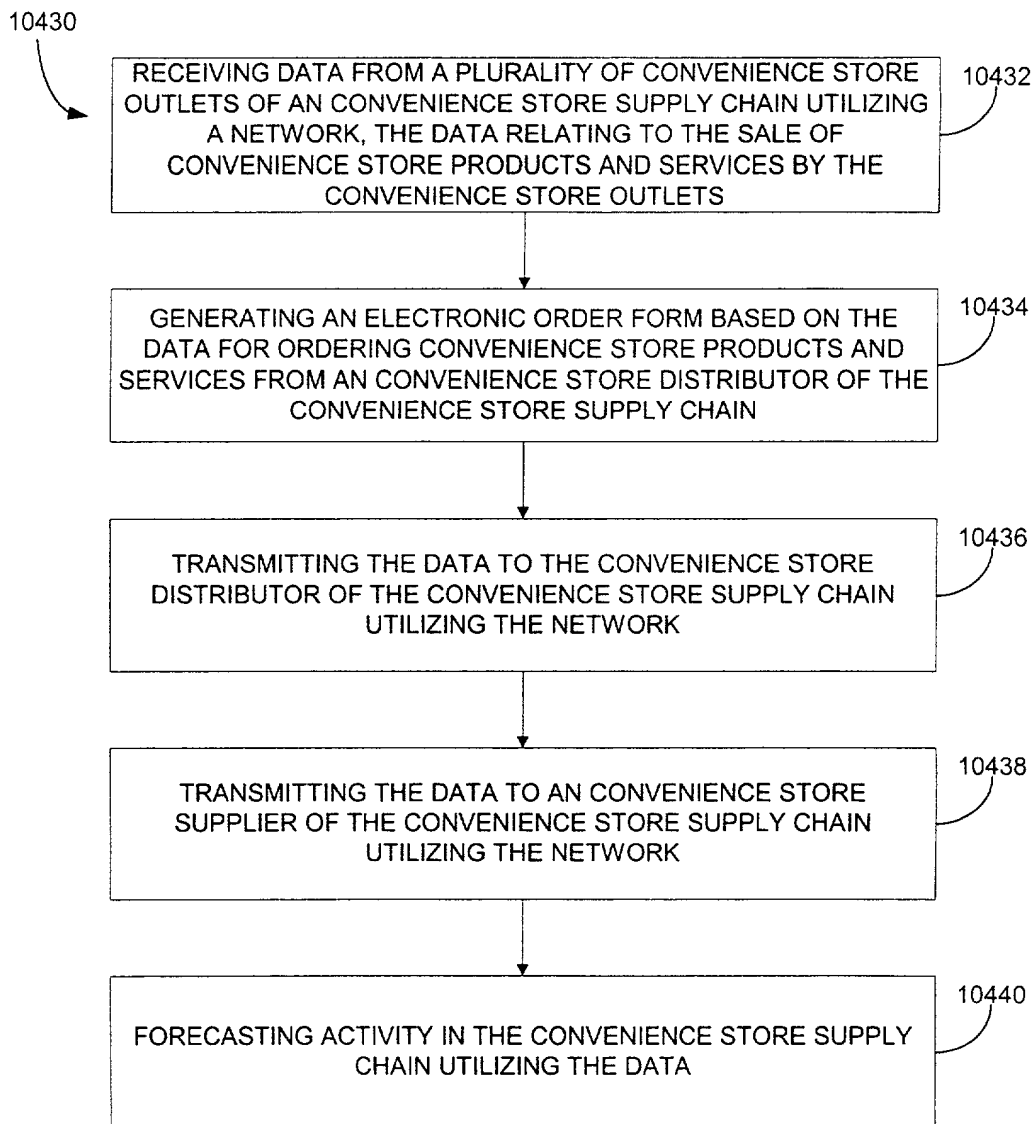 10430
RECEIVING DATA FROM A PLURALITY OF CONVENIENCE STORE
OUTLETS OF AN CONVENIENCE STORE SUPPLY CHAIN UTILIZING
A NETWORK, THE DATA RELATING TO THE SALE OF
CONVENIENCE STORE PRODUCTS AND SERVICES BY THE
CONVENIENCE STORE OUTLETS
10432
GENERATING AN ELECTRONIC ORDER FORM BASED ON THE
DATA FOR ORDERING CONVENIENCE STORE PRODUCTS AND
SERVICES FROM AN CONVENIENCE STORE DISTRIBUTOR OF THE
CONVENIENCE STORE SUPPLY CHAIN
10434
TRANSMITTING THE DATA TO THE CONVENIENCE STORE
DISTRIBUTOR OF THE CONVENIENCE STORE SUPPLY CHAIN
UTILIZING THE NETWORK
10436
TRANSMITTING THE DATA TO AN CONVENIENCE STORE
SUPPLIER OF THE CONVENIENCE STORE SUPPLY CHAIN
UTILIZING THE NETWORK
10438
FORECASTING ACTIVITY IN THE CONVENIENCE STORE SUPPLY
CHAIN UTILIZING THE DATA
10440